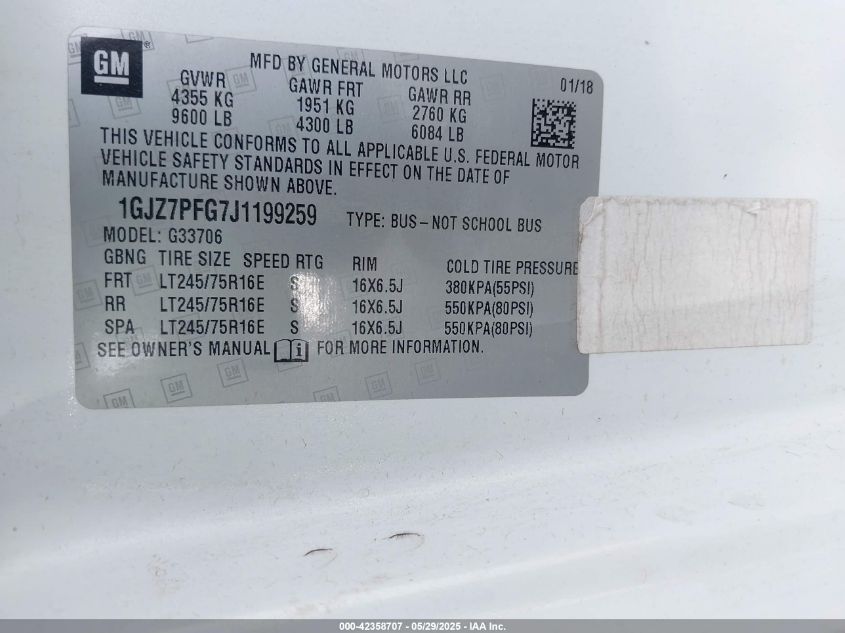 GM
MFD BY GENERAL MOTORS LLC
GVWR GAWR FRT GAWR RR 01/18
4355 KG 1951 KG 2760 KG
9600 LB 4300 LB 6084 LB
THIS VEHICLE CONFORMS TO ALL APPLICABLE U.S. FEDERAL MOTOR
VEHICLE SAFETY STANDARDS IN EFFECT ON THE DATE OF
MANUFACTURE SHOWN ABOVE.
1GJZ7PFG7J1199259 TYPE: BUS–NOT SCHOOL BUS
MODEL: G33706
GBNG TIRE SIZE SPEED RTG RIM COLD TIRE PRESSURE
FRT LT245/75R16E S 16X6.5J 380KPA(55PSI)
RR LT245/75R16E S 16X6.5J 550KPA(80PSI)
SPA LT245/75R16E S 16X6.5J 550KPA(80PSI)
SEE OWNER'S MANUAL i FOR MORE INFORMATION.
000-42358707 - 05/29/2025 - IAA Inc.